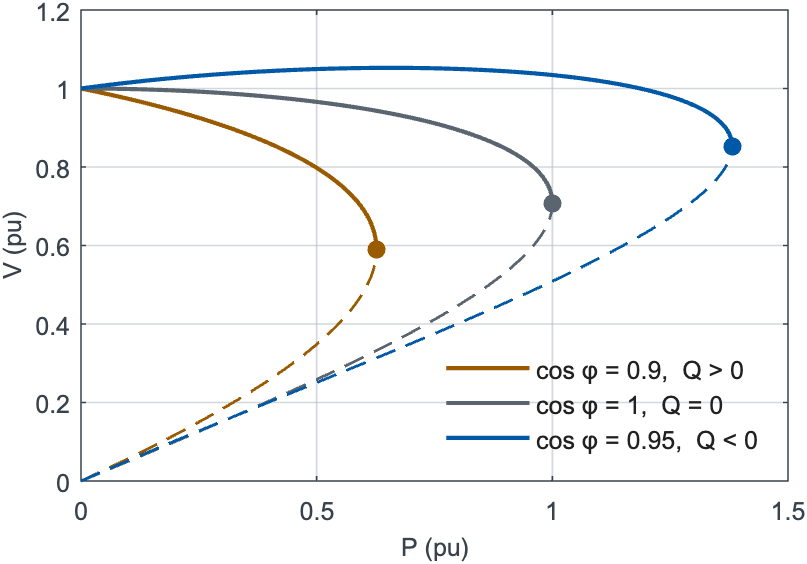 1.2
1
0.8
0.6
0.4
0.2
0
V (pu)
cos φ = 0.9, Q > 0
cos φ = 1, Q = 0
cos φ = 0.95, Q < 0
0 0.5 1 1.5
P (pu)